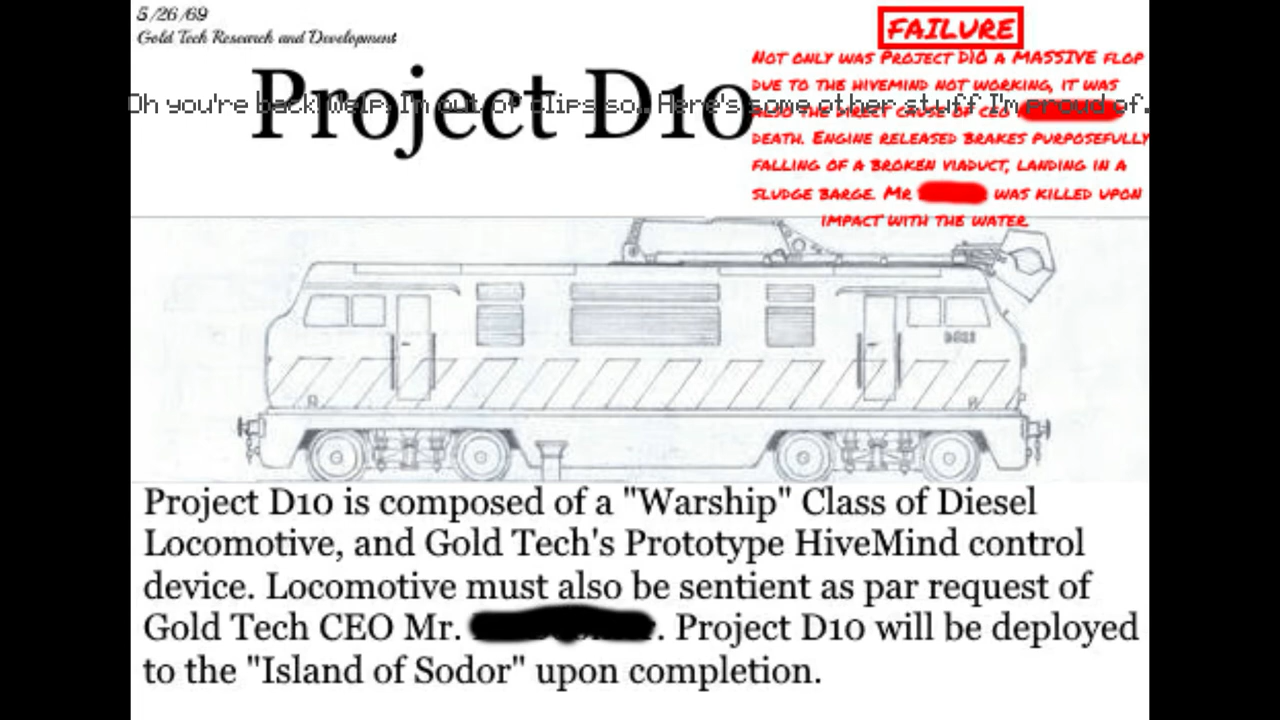 5/26/69
Gold Tech Research and Development
Project D10
Oh you're back! Welp, I'm out of clips so.. Here's some other stuff I'm proud of.
FAILURE
NOT ONLY WAS PROJECT D10 A MASSIVE FLOP
DUE TO THE HIVEMIND NOT WORKING, IT WAS
ALSO THE DIRECT CAUSE OF CEO
DEATH. ENGINE RELEASED BRAKES PURPOSEFULLY
FALLING OF A BROKEN VIADUCT, LANDING IN A
SLUDGE BARGE. MR WAS KILLED UPON
IMPACT WITH THE WATER
Project D10 is composed of a "Warship" Class of Diesel
Locomotive, and Gold Tech's Prototype HiveMind control
device. Locomotive must also be sentient as par request of
Gold Tech CEO Mr. . Project D10 will be deployed
to the "Island of Sodor" upon completion.